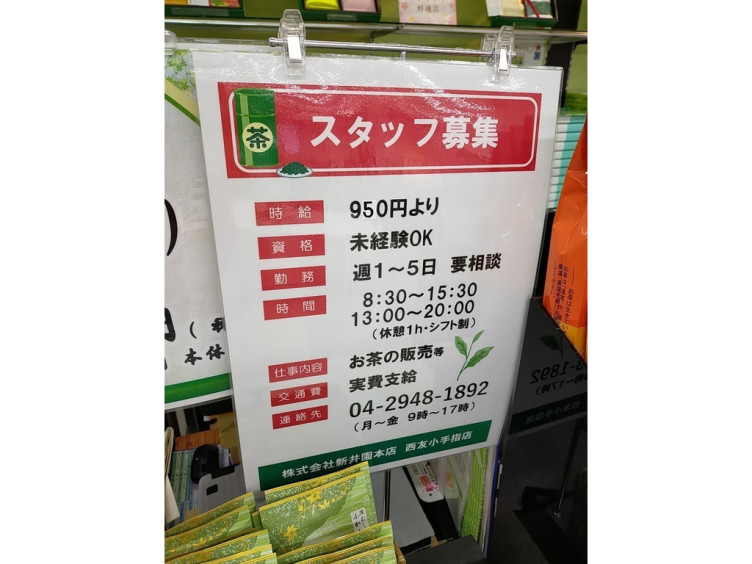 茶
スタッフ募集
時給 950円より
資格 未経験OK
勤務 週1〜5日 要相談
時間 8:30〜15:30
13:00〜20:00
(休憩1h・シフト制)
仕事内容 お茶の販売等
交通費 実費支給
連絡先 04-2948-1892
(月〜金 9時〜17時)
株式会社新井園本店 西友小手指店
円(税
本体